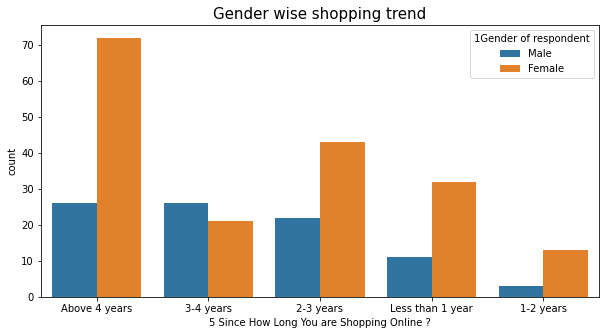 Gender wise shopping trend
1Gender of respondent
Male
Female
count
70
60
50
40
30
20
10
0
Above 4 years
3-4 years
2-3 years
Less than 1 year
1-2 years
5 Since How Long You are Shopping Online ?